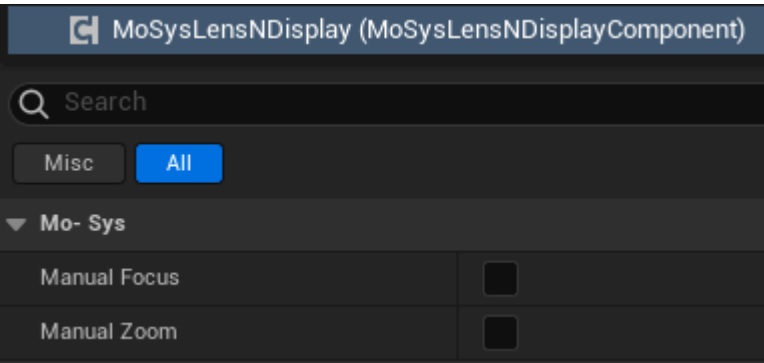 MoSysLensNDisplay (MoSysLensNDisplayComponent)
Search
Misc All
Mo- Sys
Manual Focus
Manual Zoom